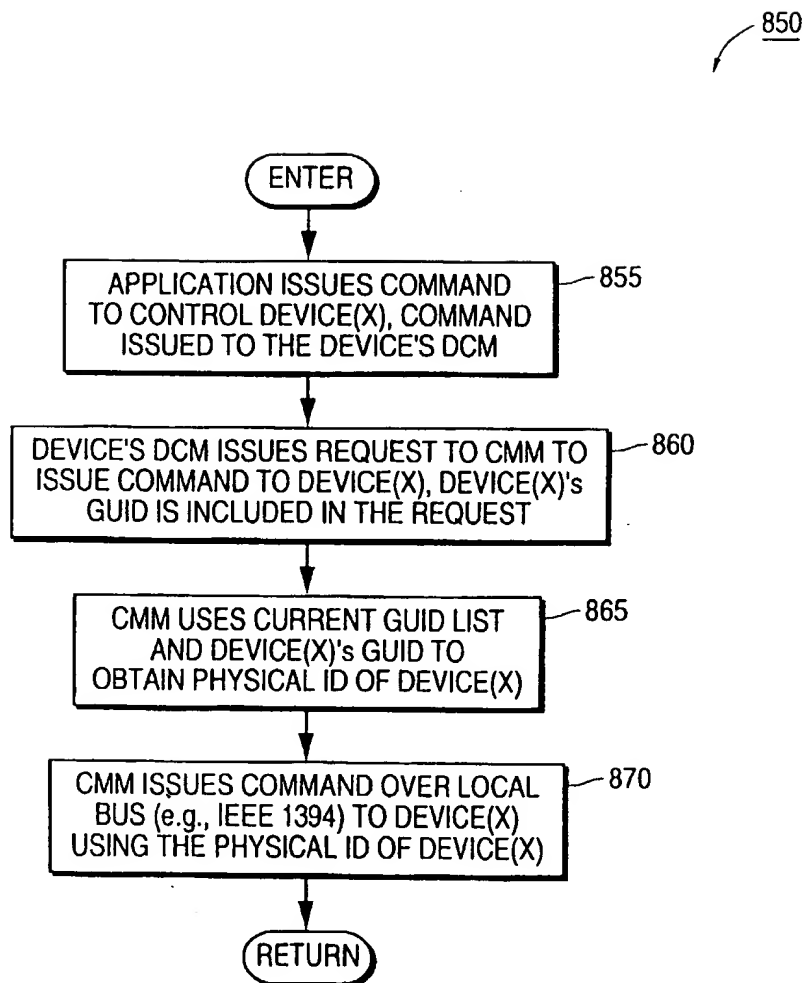 850
ENTER
APPLICATION ISSUES COMMAND
TO CONTROL DEVICE(X), COMMAND
ISSUED TO THE DEVICE'S DCM
855
DEVICE'S DCM ISSUES REQUEST TO CMM TO
ISSUE COMMAND TO DEVICE(X), DEVICE(X)'s
GUID IS INCLUDED IN THE REQUEST
860
CMM USES CURRENT GUID LIST
AND DEVICE(X)'s GUID TO
OBTAIN PHYSICAL ID OF DEVICE(X)
865
CMM ISSUES COMMAND OVER LOCAL
BUS (e.g., IEEE 1394) TO DEVICE(X)
USING THE PHYSICAL ID OF DEVICE(X)
870
RETURN